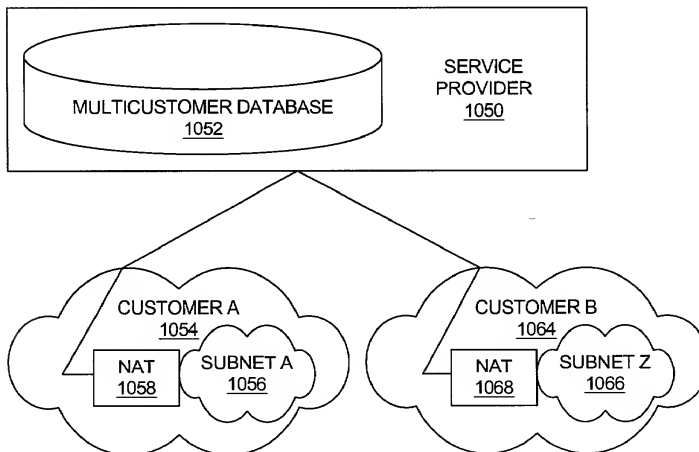 SERVICE
PROVIDER
1050
MULTICUSTOMER DATABASE
1052
CUSTOMER A
1054
NAT
1058
SUBNET A
1056
CUSTOMER B
1064
NAT
1068
SUBNET Z
1066